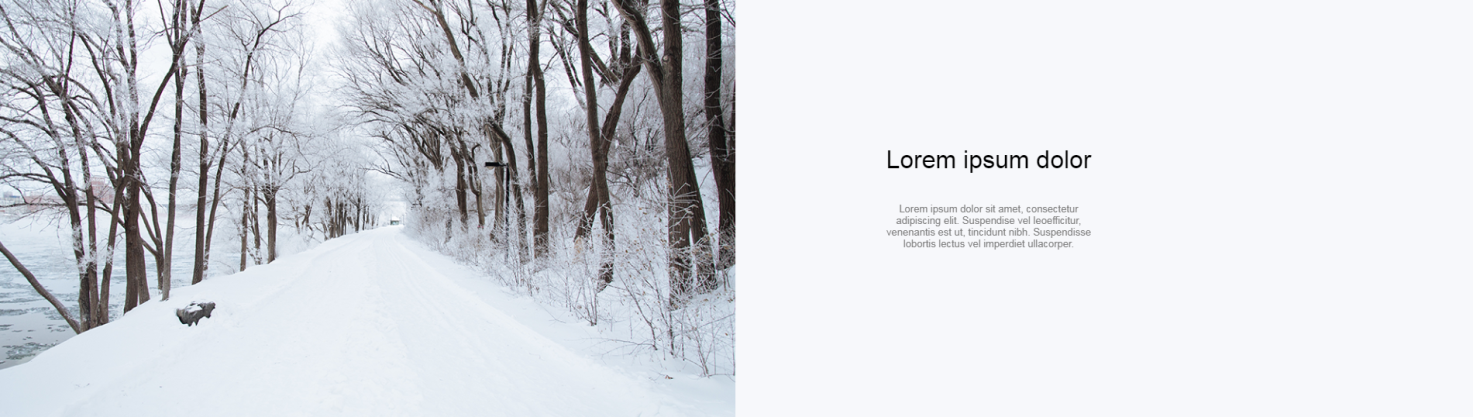 Lorem ipsum dolor
Lorem ipsum dolor sit amet, consectetur
adipiscing elit. Suspendise vel leoefficitur,
venenantis est ut, tincidunt nibh. Suspendisse
lobortis lectus vel imperdiet ullacorper.